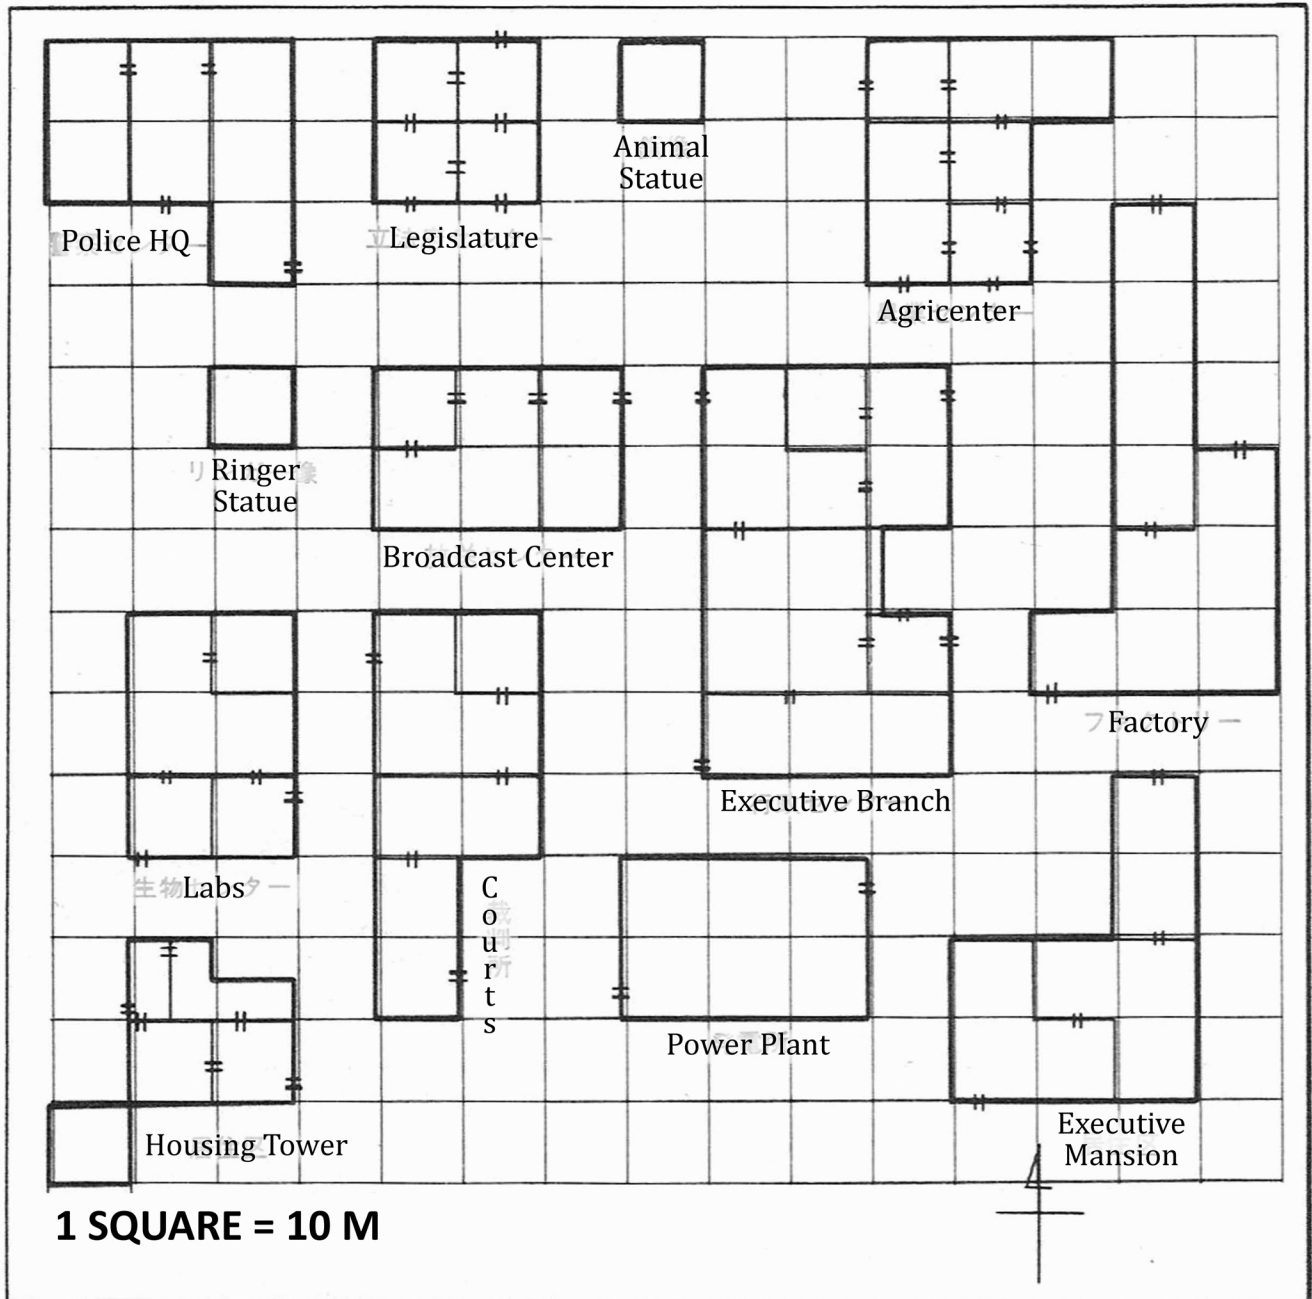 Police HQ
Legislature
Animal
Statue
Agricenter
Ringer
Statue
Broadcast Center
Factory
Executive Branch
Labs
Courts
Power Plant
Housing Tower
Executive
Mansion
1 SQUARE = 10 M